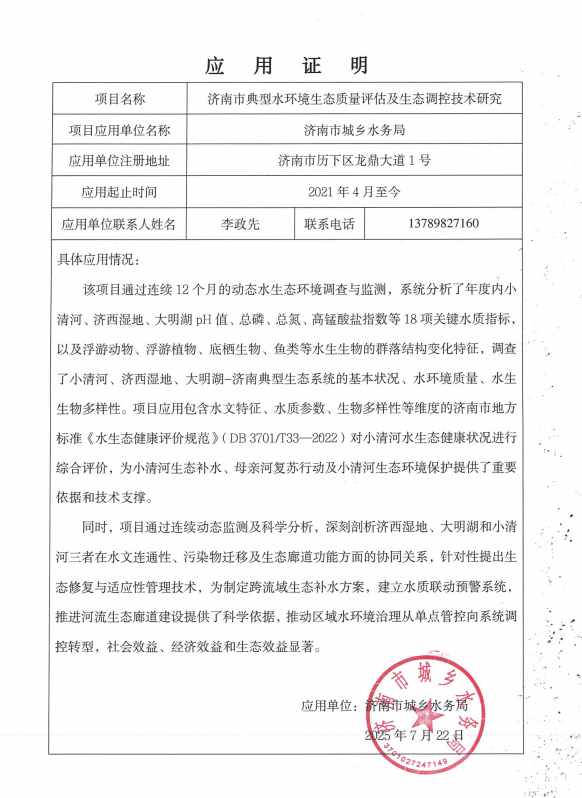 应用证明
项目名称 济南市典型水环境生态质量评估及生态调控技术研究
项目应用单位名称 济南市城乡水务局
应用单位注册地址 济南市历下区龙鼎大道1号
应用起止时间 2021年4月至今
应用单位联系人姓名 李政先 联系电话 13789827160
具体应用情况：
该项目通过连续12个月的动态水生态环境调查与监测，系统分析了年度内小
清河、济西湿地、大明湖pH值、总磷、总氮、高锰酸盐指数等18项关键水质指标，
以及浮游动物、浮游植物、底栖生物、鱼类等水生生物的群落结构变化特征，调查
了小清河、济西湿地、大明湖-济南典型生态系统的基本状况、水环境质量、水生
生物多样性。项目应用包含水文特征、水质参数、生物多样性等维度的济南市地方
标准《水生态健康评价规范》（DB 3701/T33—2022）对小清河水生态健康状况进行
综合评价，为小清河生态补水、母亲河复苏行动及小清河生态环境保护提供了重要
依据和技术支撑。
同时，项目通过连续动态监测及科学分析，深刻剖析济西湿地、大明湖和小清
河三者在水文连通性、污染物迁移及生态廊道功能方面的协同关系，针对性提出生
态修复与适应性管理技术，为制定跨流域生态补水方案，建立水质联动预警系统，
推进河流生态廊道建设提供了科学依据，推动区域水环境治理从单点管控向系统调
控转型，社会效益、经济效益和生态效益显著。
应用单位：济南市城乡水务局
2025年7月22日
济南市城乡水务局
3701027247149